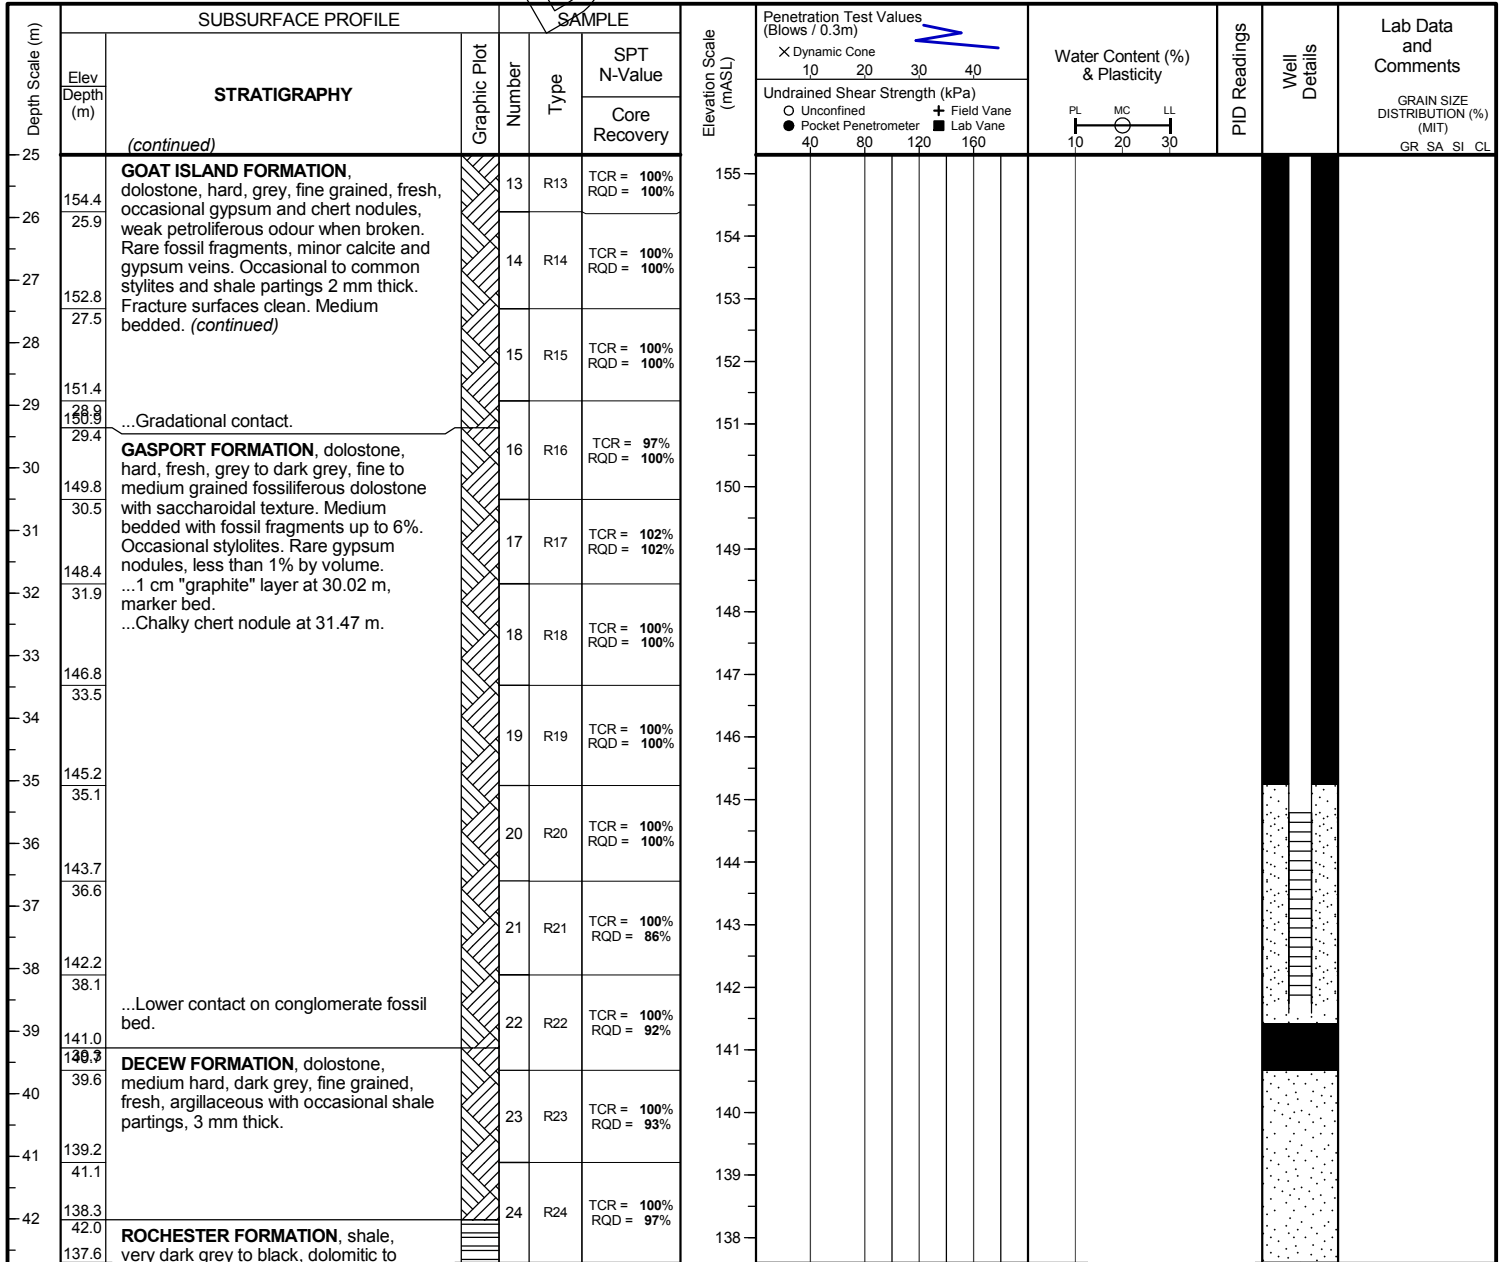 SUBSURFACE PROFILE
SAMPLE
Depth Scale (m)
Elev
Depth
(m)
STRATIGRAPHY
(continued)
Graphic Plot
Number
Type
SPT
N-Value
Core
Recovery
Elevation Scale
(mASL)
Penetration Test Values
(Blows / 0.3m)
Dynamic Cone
10 20 30 40
Undrained Shear Strength (kPa)
Unconfined
Field Vane
Pocket Penetrometer
Lab Vane
40 80 120 160
Water Content (%)
& Plasticity
PL MC LL
10 20 30
PID Readings
Well
Details
Lab Data
and
Comments
GRAIN SIZE
DISTRIBUTION (%)
(MIT)
GR SA SI CL
25
26
27
28
29
30
31
32
33
34
35
36
37
38
39
40
41
42
154.4
25.9
152.8
27.5
151.4
28.9
150.9
29.4
149.8
30.5
148.4
31.9
146.8
33.5
145.2
35.1
143.7
36.6
142.2
38.1
141.0
39.6
139.2
41.1
138.3
42.0
137.6
GOAT ISLAND FORMATION,
dolostone, hard, grey, fine grained, fresh,
occasional gypsum and chert nodules,
weak petroliferous odour when broken.
Rare fossil fragments, minor calcite and
gypsum veins. Occasional to common
stylites and shale partings 2 mm thick.
Fracture surfaces clean. Medium
bedded. (continued)
...Gradational contact.
GASPORT FORMATION, dolostone,
hard, fresh, grey to dark grey, fine to
medium grained fossiliferous dolostone
with saccharoidal texture. Medium
bedded with fossil fragments up to 6%.
Occasional stylolites. Rare gypsum
nodules, less than 1% by volume.
...1 cm "graphite" layer at 30.02 m,
marker bed.
...Chalky chert nodule at 31.47 m.
...Lower contact on conglomerate fossil
bed.
DECEW FORMATION, dolostone,
medium hard, dark grey, fine grained,
fresh, argillaceous with occasional shale
partings, 3 mm thick.
ROCHESTER FORMATION, shale,
very dark grey to black, dolomitic to
13 R13 TCR = 100%
RQD = 100%
14 R14 TCR = 100%
RQD = 100%
15 R15 TCR = 100%
RQD = 100%
16 R16 TCR = 97%
RQD = 100%
17 R17 TCR = 102%
RQD = 102%
18 R18 TCR = 100%
RQD = 100%
19 R19 TCR = 100%
RQD = 100%
20 R20 TCR = 100%
RQD = 100%
21 R21 TCR = 100%
RQD = 86%
22 R22 TCR = 100%
RQD = 92%
23 R23 TCR = 100%
RQD = 93%
24 R24 TCR = 100%
RQD = 97%
155
154
153
152
151
150
149
148
147
146
145
144
143
142
141
140
139
138